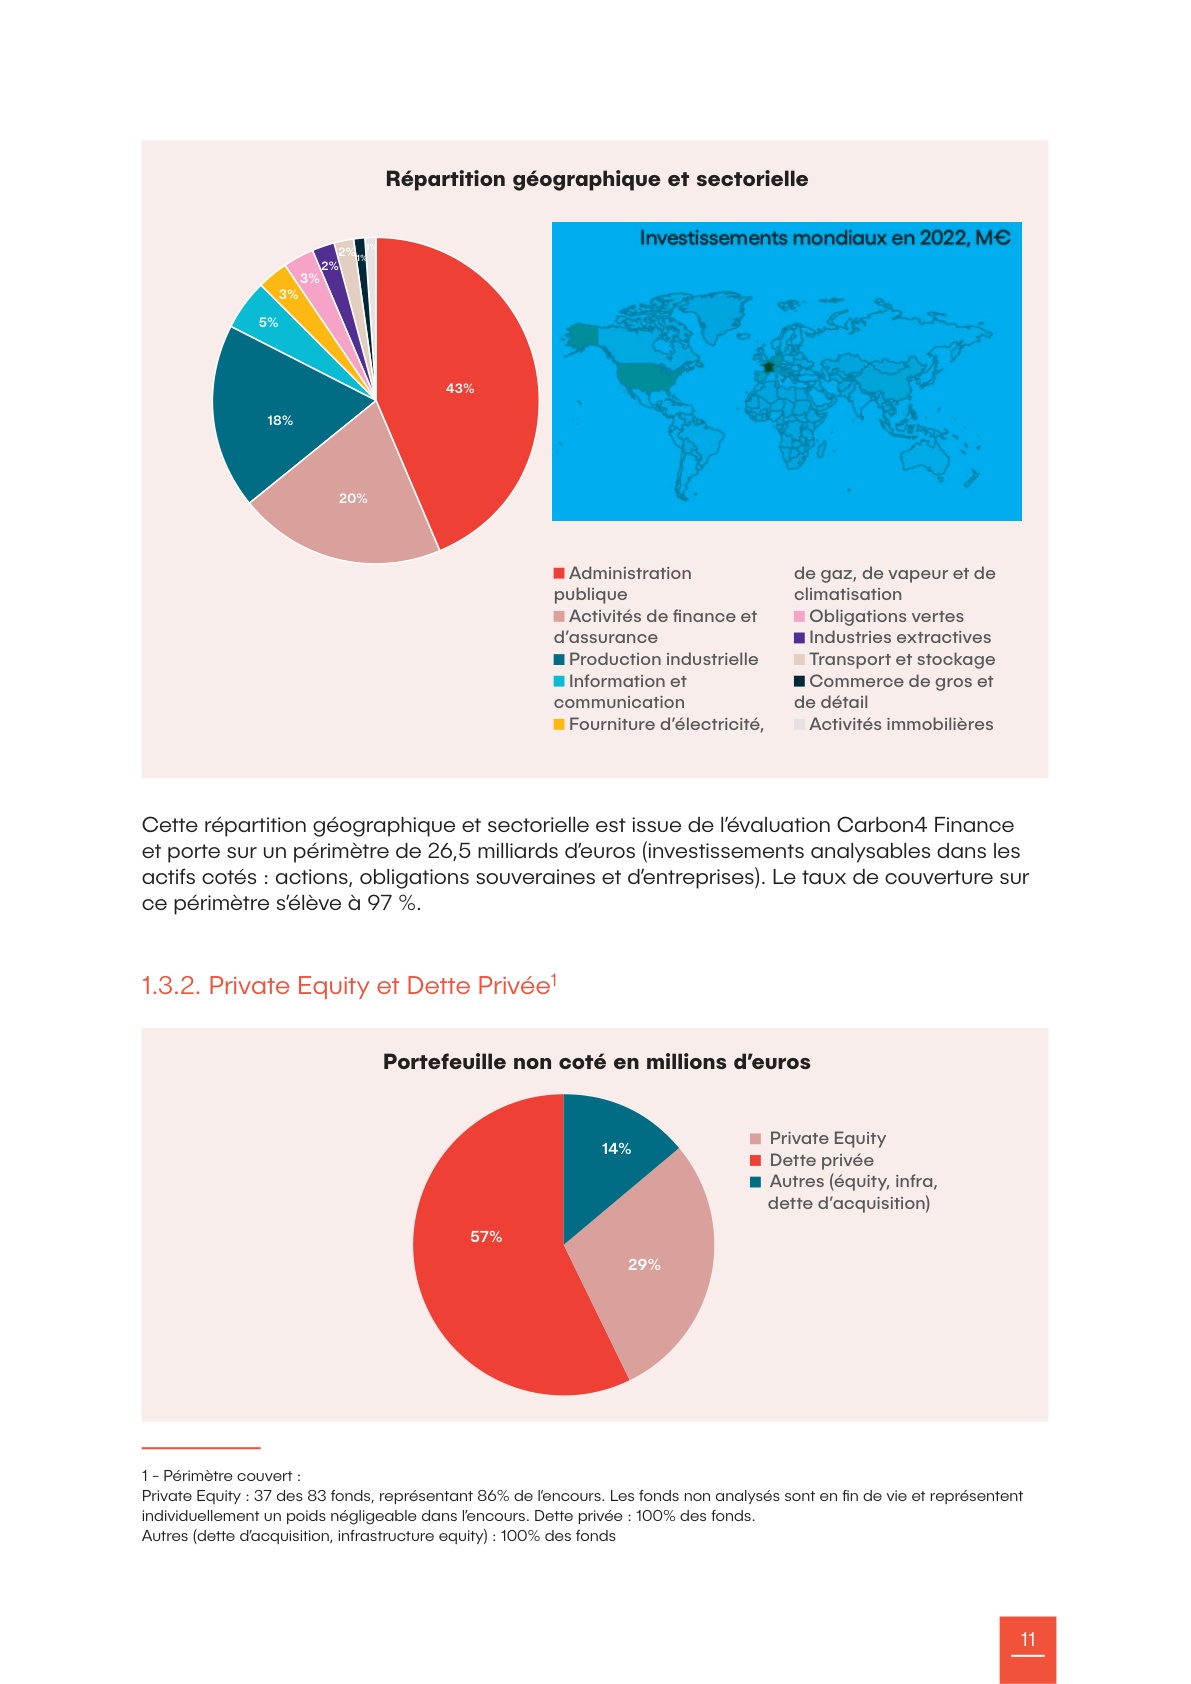 Répartition géographique et sectorielle
Investissements mondiaux en 2022, M€
43%
20%
18%
5%
3%
3%
2%
2%
1%
Administration
publique
Activités de finance et
d’assurance
Production industrielle
Information et
communication
Fourniture d’électricité,
de gaz, de vapeur et de
climatisation
Obligations vertes
Industries extractives
Transport et stockage
Commerce de gros et
de détail
Activités immobilières
Cette répartition géographique et sectorielle est issue de l’évaluation Carbon4 Finance
et porte sur un périmètre de 26,5 milliards d’euros (investissements analysables dans les
actifs cotés : actions, obligations souveraines et d’entreprises). Le taux de couverture sur
ce périmètre s’élève à 97 %.
1.3.2. Private Equity et Dette Privée1
Portefeuille non coté en millions d’euros
14%
57%
29%
Private Equity
Dette privée
Autres (équity, infra,
dette d’acquisition)
1 - Périmètre couvert :
Private Equity : 37 des 83 fonds, représentant 86% de l’encours. Les fonds non analysés sont en fin de vie et représentent
individuellement un poids négligeable dans l’encours. Dette privée : 100% des fonds.
Autres (dette d’acquisition, infrastructure equity) : 100% des fonds
11